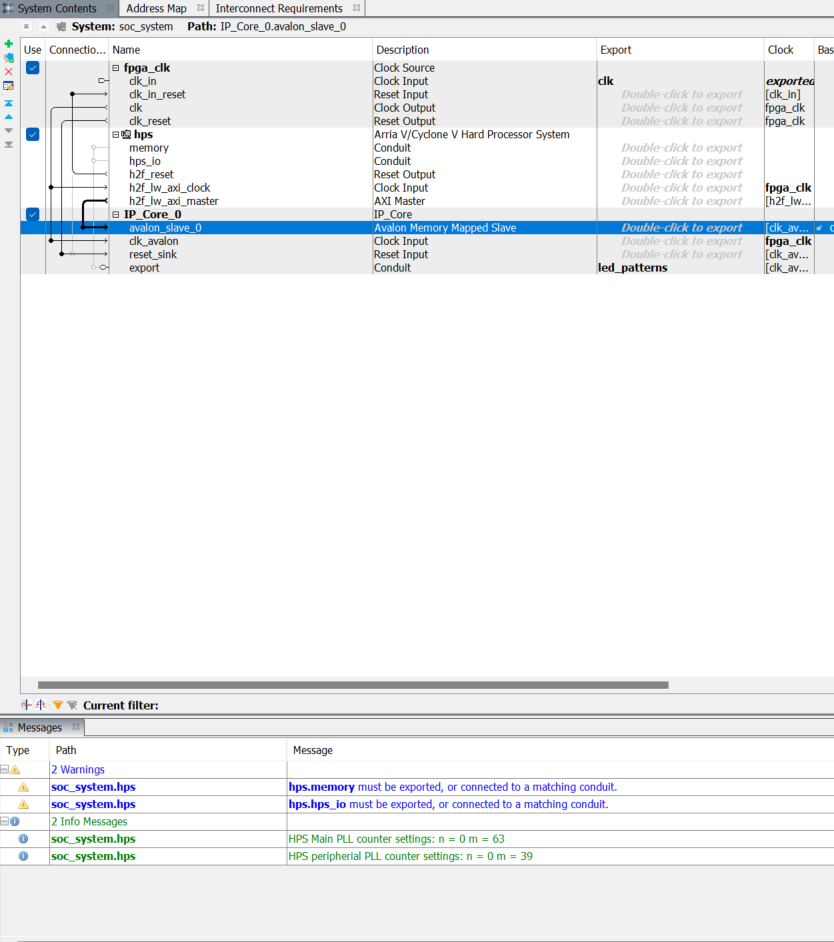 System Contents Address Map Interconnect Requirements
System: soc_system Path: IP_Core_0.avalon_slave_0
Use Connectio... Name Description Export Clock Bas
fpga_clk Clock Source
clk_in Clock Input clk exported
clk_in_reset Reset Input Double-click to export [clk_in]
clk Clock Output Double-click to export fpga_clk
clk_reset Reset Output Double-click to export fpga_clk
hps Arria V/Cyclone V Hard Processor System
memory Conduit Double-click to export
hps_io Conduit Double-click to export
h2f_reset Reset Output Double-click to export
h2f_lw_axi_clock Clock Input Double-click to export fpga_clk
h2f_lw_axi_master AXI Master Double-click to export [h2f_lw...
IP_Core_0 IP_Core
avalon_slave_0 Avalon Memory Mapped Slave Double-click to export [clk_av...
clk_avalon Clock Input Double-click to export fpga_clk
reset_sink Reset Input Double-click to export [clk_av...
export Conduit led_patterns [clk_av...
Current filter:
Messages
Type Path Message
2 Warnings
soc_system.hps hps.memory must be exported, or connected to a matching conduit.
soc_system.hps hps.hps_io must be exported, or connected to a matching conduit.
2 Info Messages
soc_system.hps HPS Main PLL counter settings: n = 0 m = 63
soc_system.hps HPS peripherial PLL counter settings: n = 0 m = 39